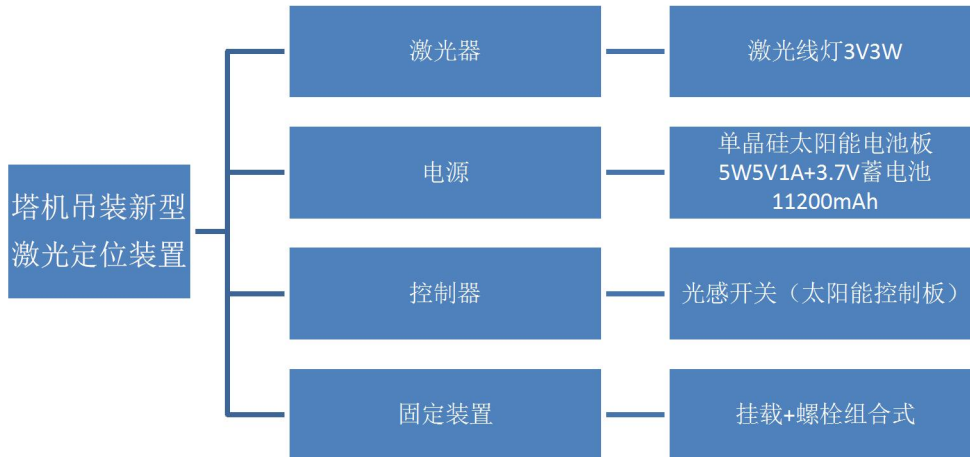 塔机吊装新型
激光定位装置
激光器
激光线灯3V3W
电源
单晶硅太阳能电池板
5W5V1A+3.7V蓄电池
11200mAh
控制器
光感开关（太阳能控制板）
固定装置
挂载+螺栓组合式